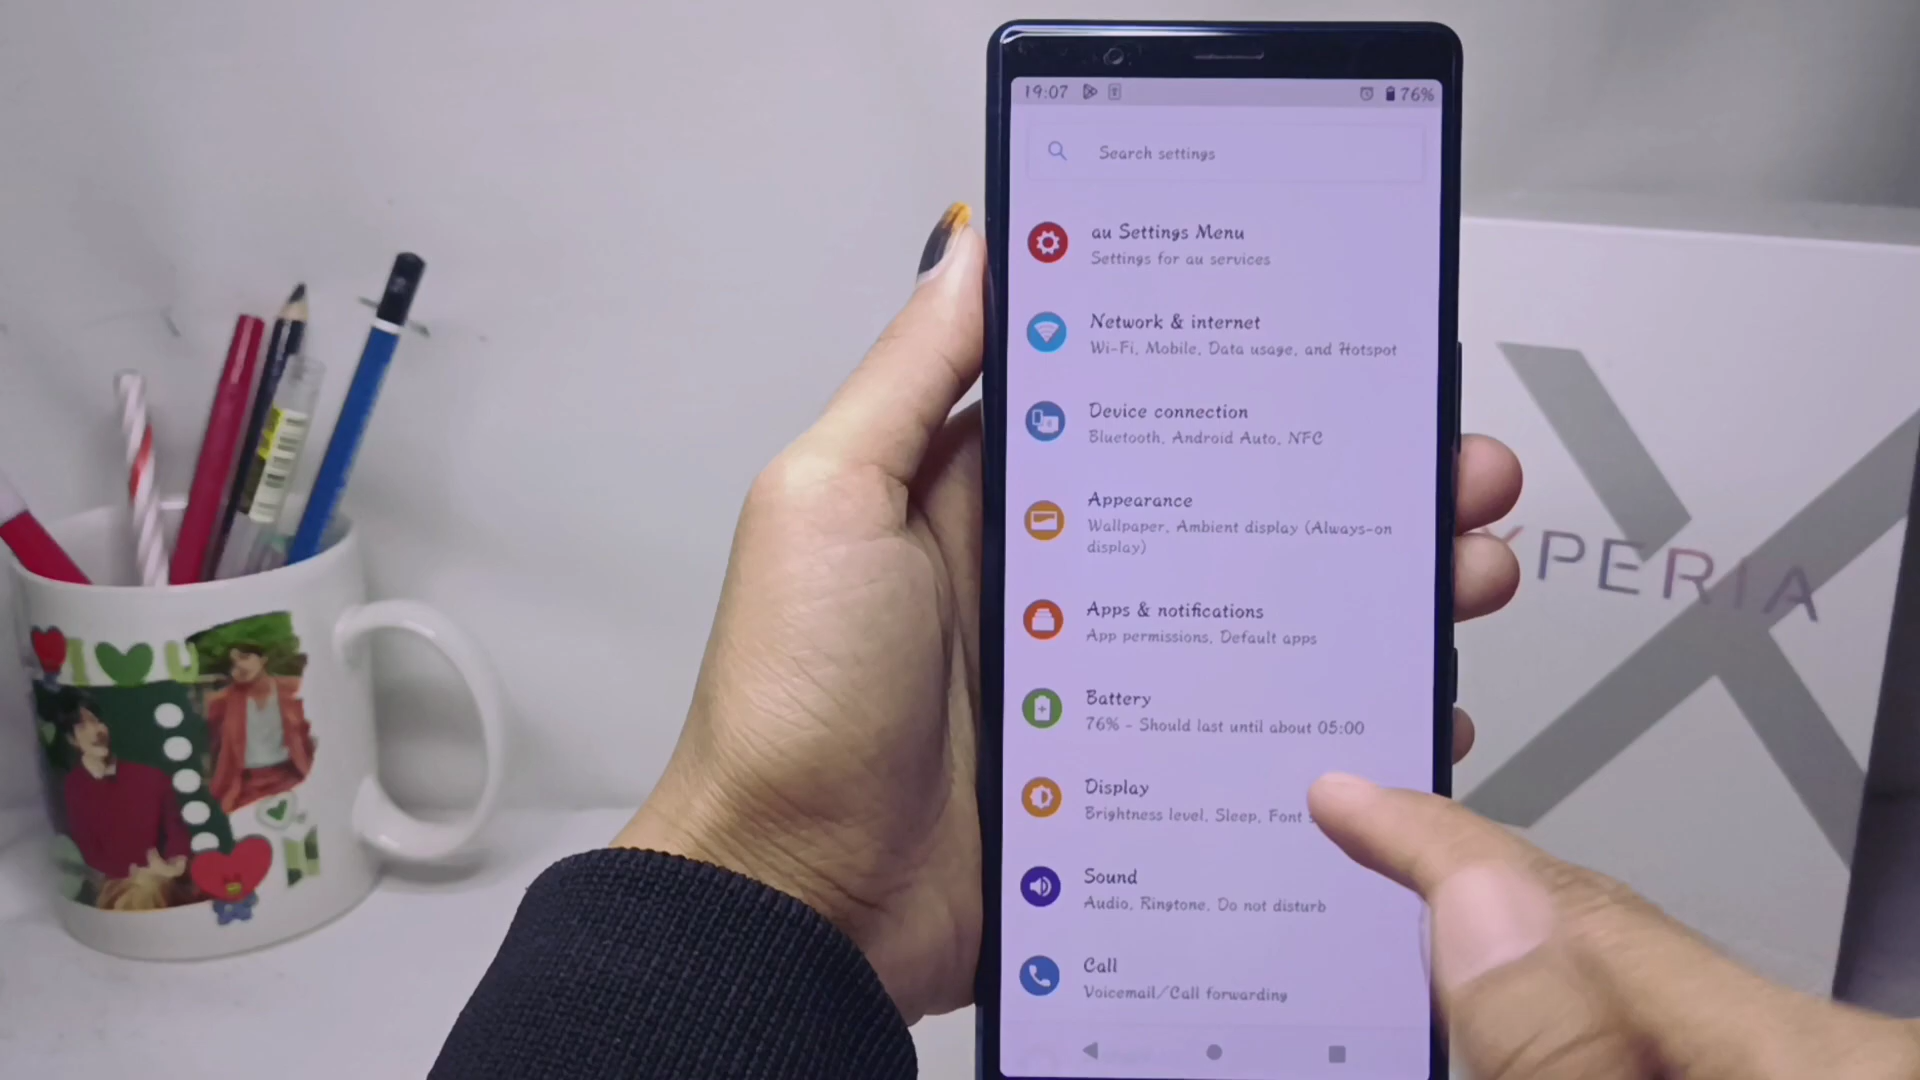 19:07
76%
Search settings
au Settings Menu
Settings for au services
Network & internet
Wi-Fi, Mobile, Data usage, and Hotspot
Device connection
Bluetooth, Android Auto, NFC
Appearance
Wallpaper, Ambient display (Always-on
display)
Apps & notifications
App permissions, Default apps
Battery
76% - Should last until about 05:00
Display
Brightness level, Sleep, Font
Sound
Audio, Ringtone, Do not disturb
Call
Voicemail/Call forwarding
YPERIA
I U